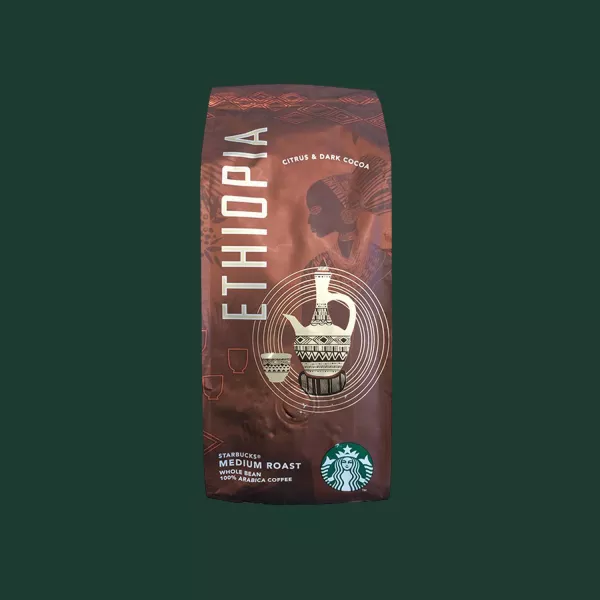 ETHIOPIA
CITRUS & DARK COCOA
STARBUCKS®
MEDIUM ROAST
WHOLE BEAN
100% ARABICA COFFEE